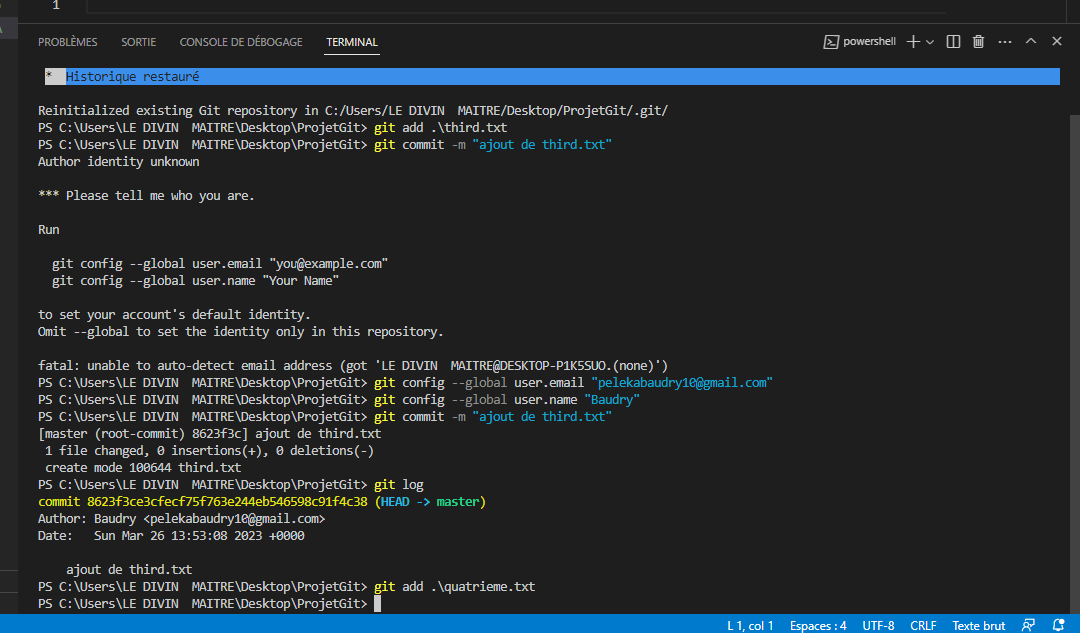 1
PROBLÈMES SORTIE CONSOLE DE DÉBOGAGE TERMINAL powershell
* Historique restauré
Reinitialized existing Git repository in C:/Users/LE DIVIN  MAITRE/Desktop/ProjetGit/.git/
PS C:\Users\LE DIVIN  MAITRE\Desktop\ProjetGit> git add .\third.txt
PS C:\Users\LE DIVIN  MAITRE\Desktop\ProjetGit> git commit -m "ajout de third.txt"
Author identity unknown
*** Please tell me who you are.
Run
git config --global user.email "you@example.com"
git config --global user.name "Your Name"
to set your account's default identity.
Omit --global to set the identity only in this repository.
fatal: unable to auto-detect email address (got 'LE DIVIN  MAITRE@DESKTOP-P1K5SUO.(none)')
PS C:\Users\LE DIVIN  MAITRE\Desktop\ProjetGit> git config --global user.email "pelekabaudry10@gmail.com"
PS C:\Users\LE DIVIN  MAITRE\Desktop\ProjetGit> git config --global user.name "Baudry"
PS C:\Users\LE DIVIN  MAITRE\Desktop\ProjetGit> git commit -m "ajout de third.txt"
[master (root-commit) 8623f3c] ajout de third.txt
1 file changed, 0 insertions(+), 0 deletions(-)
create mode 100644 third.txt
PS C:\Users\LE DIVIN  MAITRE\Desktop\ProjetGit> git log
commit 8623f3ce3cfecf75f763e244eb546598c91f4c38 (HEAD -> master)
Author: Baudry <pelekabaudry10@gmail.com>
Date:   Sun Mar 26 13:53:08 2023 +0000
ajout de third.txt
PS C:\Users\LE DIVIN  MAITRE\Desktop\ProjetGit> git add .\quatrieme.txt
PS C:\Users\LE DIVIN  MAITRE\Desktop\ProjetGit>
L 1, col 1 Espaces : 4 UTF-8 CRLF Texte brut